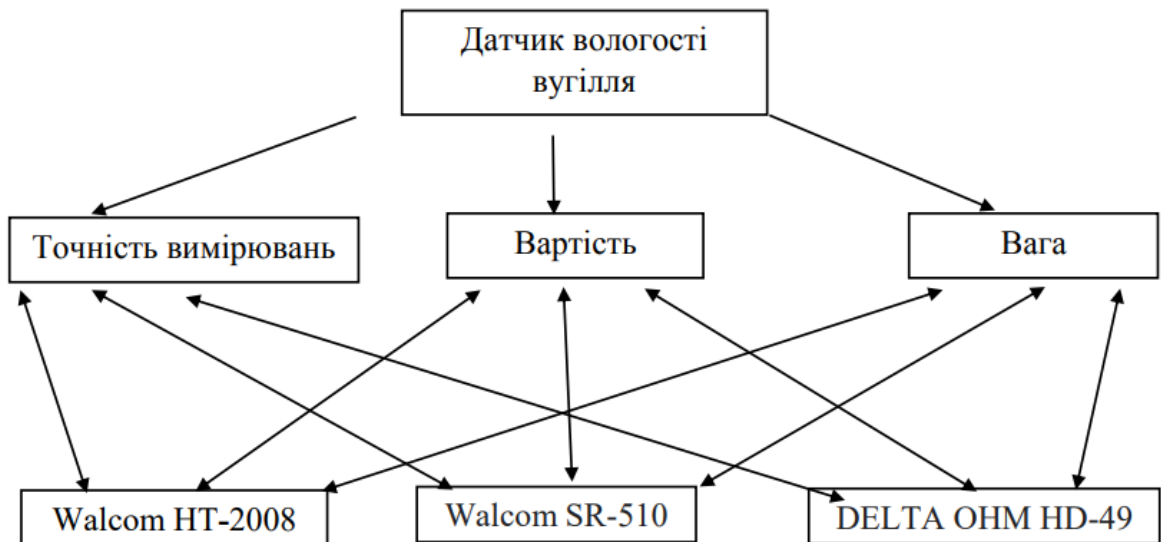 Датчик вологості
вугілля
Точність вимірювань
Вартість
Вага
Walcom HT-2008
Walcom SR-510
DELTA OHM HD-49